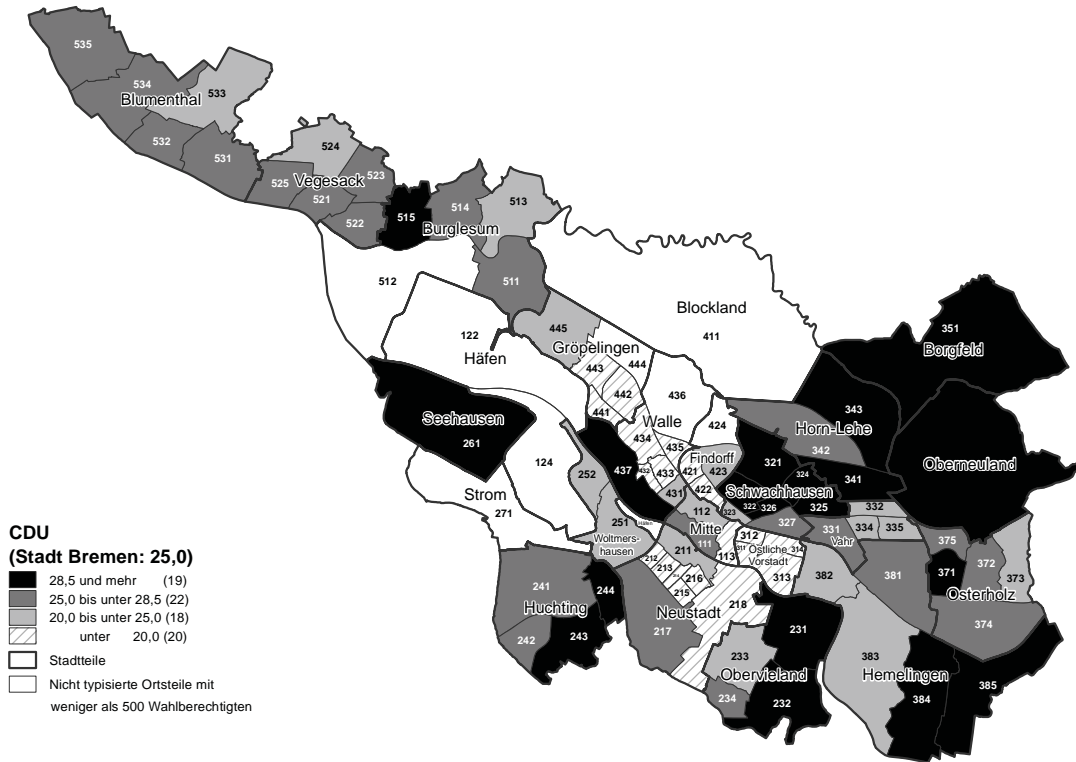 535
534
Blumenthal
533
532
531
524
525
523
Vegesack
521
522
515
514
513
Burglesum
512
511
122
Häfen
445
Gröpelingen
443
444
442
441
436
Blockland
411
351
Borgfeld
343
Horn-Lehe
342
Seehausen
261
124
Strom
271
252
437
Walle
434
435
432
433
431
424
Findorff
421
423
422
321
324
341
Schwachhausen
322
326
325
323
Oberneuland
332
334
335
331
Vahr
327
251
Häfen
Woltmers-
hausen
112
Mitte
111
113
312
311
Östliche
Vorstadt
314
313
211
212
213
214
215
216
218
Neustadt
217
241
244
Huchting
242
243
382
381
375
371
372
373
Osterholz
374
231
233
Obervieland
234
232
383
Hemelingen
384
385
CDU
(Stadt Bremen: 25,0)
28,5 und mehr (19)
25,0 bis unter 28,5 (22)
20,0 bis unter 25,0 (18)
unter 20,0 (20)
Stadtteile
Nicht typisierte Ortsteile mit
weniger als 500 Wahlberechtigten